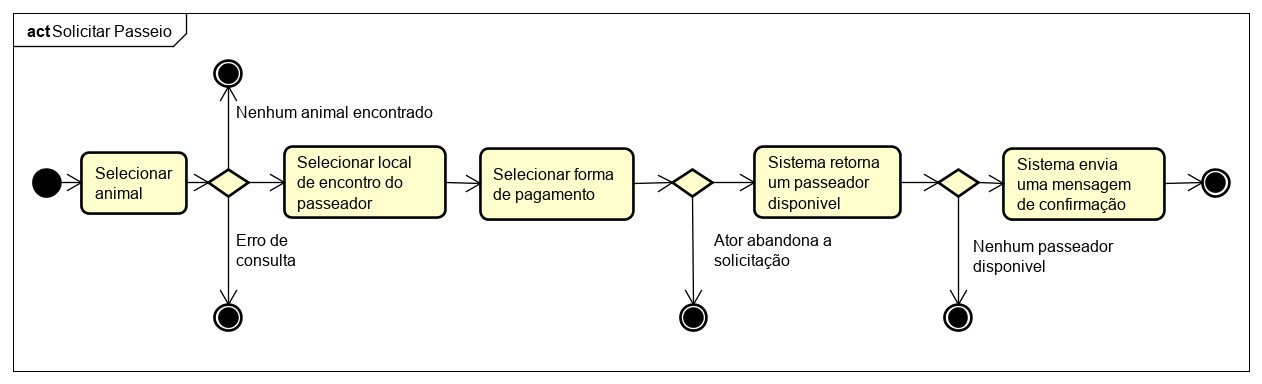 act Solicitar Passeio
Nenhum animal encontrado
Selecionar
animal
Selecionar local
de encontro do
passeador
Selecionar forma
de pagamento
Sistema retorna
um passeador
disponivel
Sistema envia
uma mensagem
de confirmação
Erro de
consulta
Ator abandona a
solicitação
Nenhum passeador
disponivel